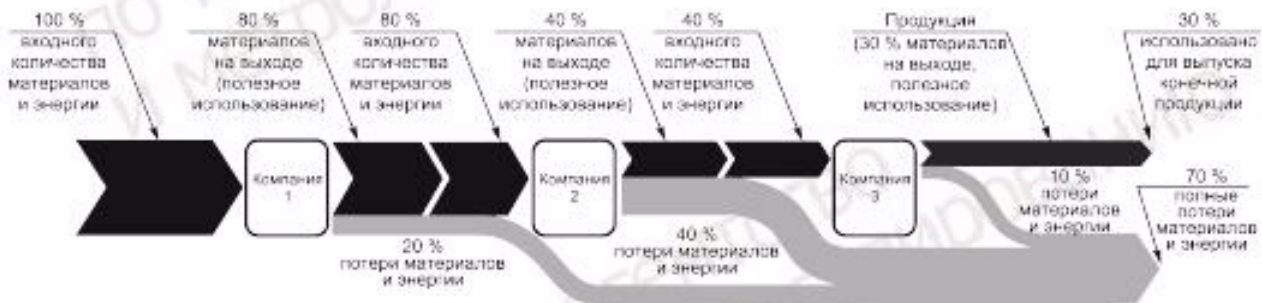 100 %
входного
количества
материалов
и энергии
80 %
материалов
на выходе
(полезное
использование)
80 %
входного
количества
материалов
и энергии
40 %
материалов
на выходе
(полезное
использование)
40 %
входного
количества
материалов
и энергии
Продукция
(30 % материалов
на выходе,
полезное
использование)
30 %
использовано
для выпуска
конечной
продукции
Компания
1
Компания
2
Компания
3
20 %
потери материалов
и энергии
40 %
потери материалов
и энергии
10 %
потери
материалов
и энергии
70 %
полные
потери
материалов
и энергии